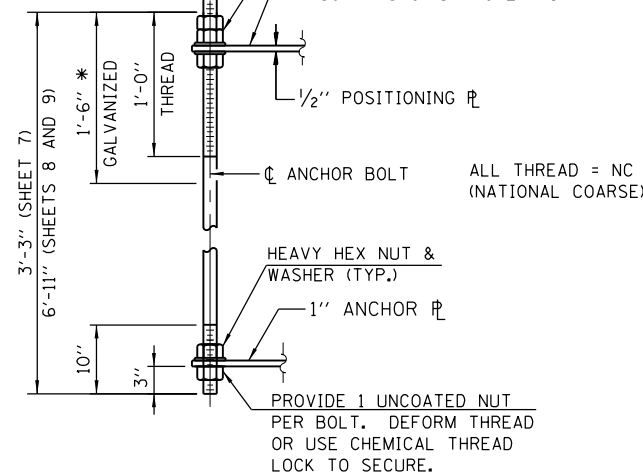 1/2" POSITIONING ⅊
℄ ANCHOR BOLT
ALL THREAD = NC
(NATIONAL COARSE)
3'-3" (SHEET 7)
6'-11" (SHEETS 8 AND 9)
1'-6" *
GALVANIZED
1'-0"
THREAD
HEAVY HEX NUT &
WASHER (TYP.)
1" ANCHOR ⅊
10"
3"
PROVIDE 1 UNCOATED NUT
PER BOLT. DEFORM THREAD
OR USE CHEMICAL THREAD
LOCK TO SECURE.